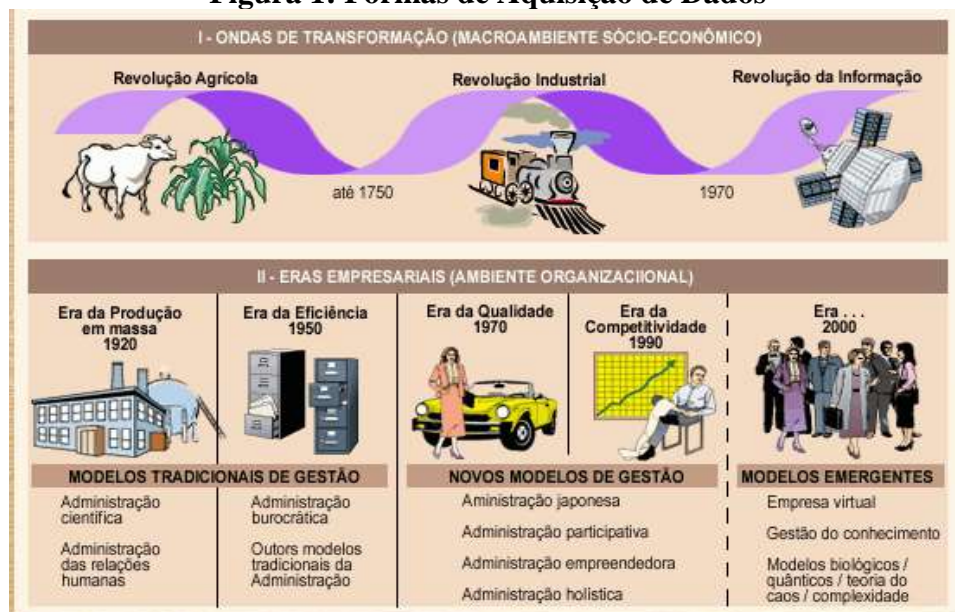 Figura 1: Formas de Aquisição de Dados
I - ONDAS DE TRANSFORMAÇÃO (MACROAMBIENTE SÓCIO-ECONÔMICO)
Revolução Agrícola
Revolução Industrial
Revolução da Informação
até 1750
1970
II - ERAS EMPRESARIAIS (AMBIENTE ORGANIZACIIONAL)
Era da Produção
em massa
1920
Era da Eficiência
1950
Era da Qualidade
1970
Era da
Competitividade
1990
Era . . .
2000
MODELOS TRADICIONAIS DE GESTÃO
Administração
científica
Administração
das relações
humanas
Administração
burocrática
Outors modelos
tradicionais da
Administração
NOVOS MODELOS DE GESTÃO
Aministração japonesa
Administração participativa
Administração empreendedora
Administração holística
MODELOS EMERGENTES
Empresa virtual
Gestão do conhecimento
Modelos biológicos /
quânticos / teoria do
caos / complexidade